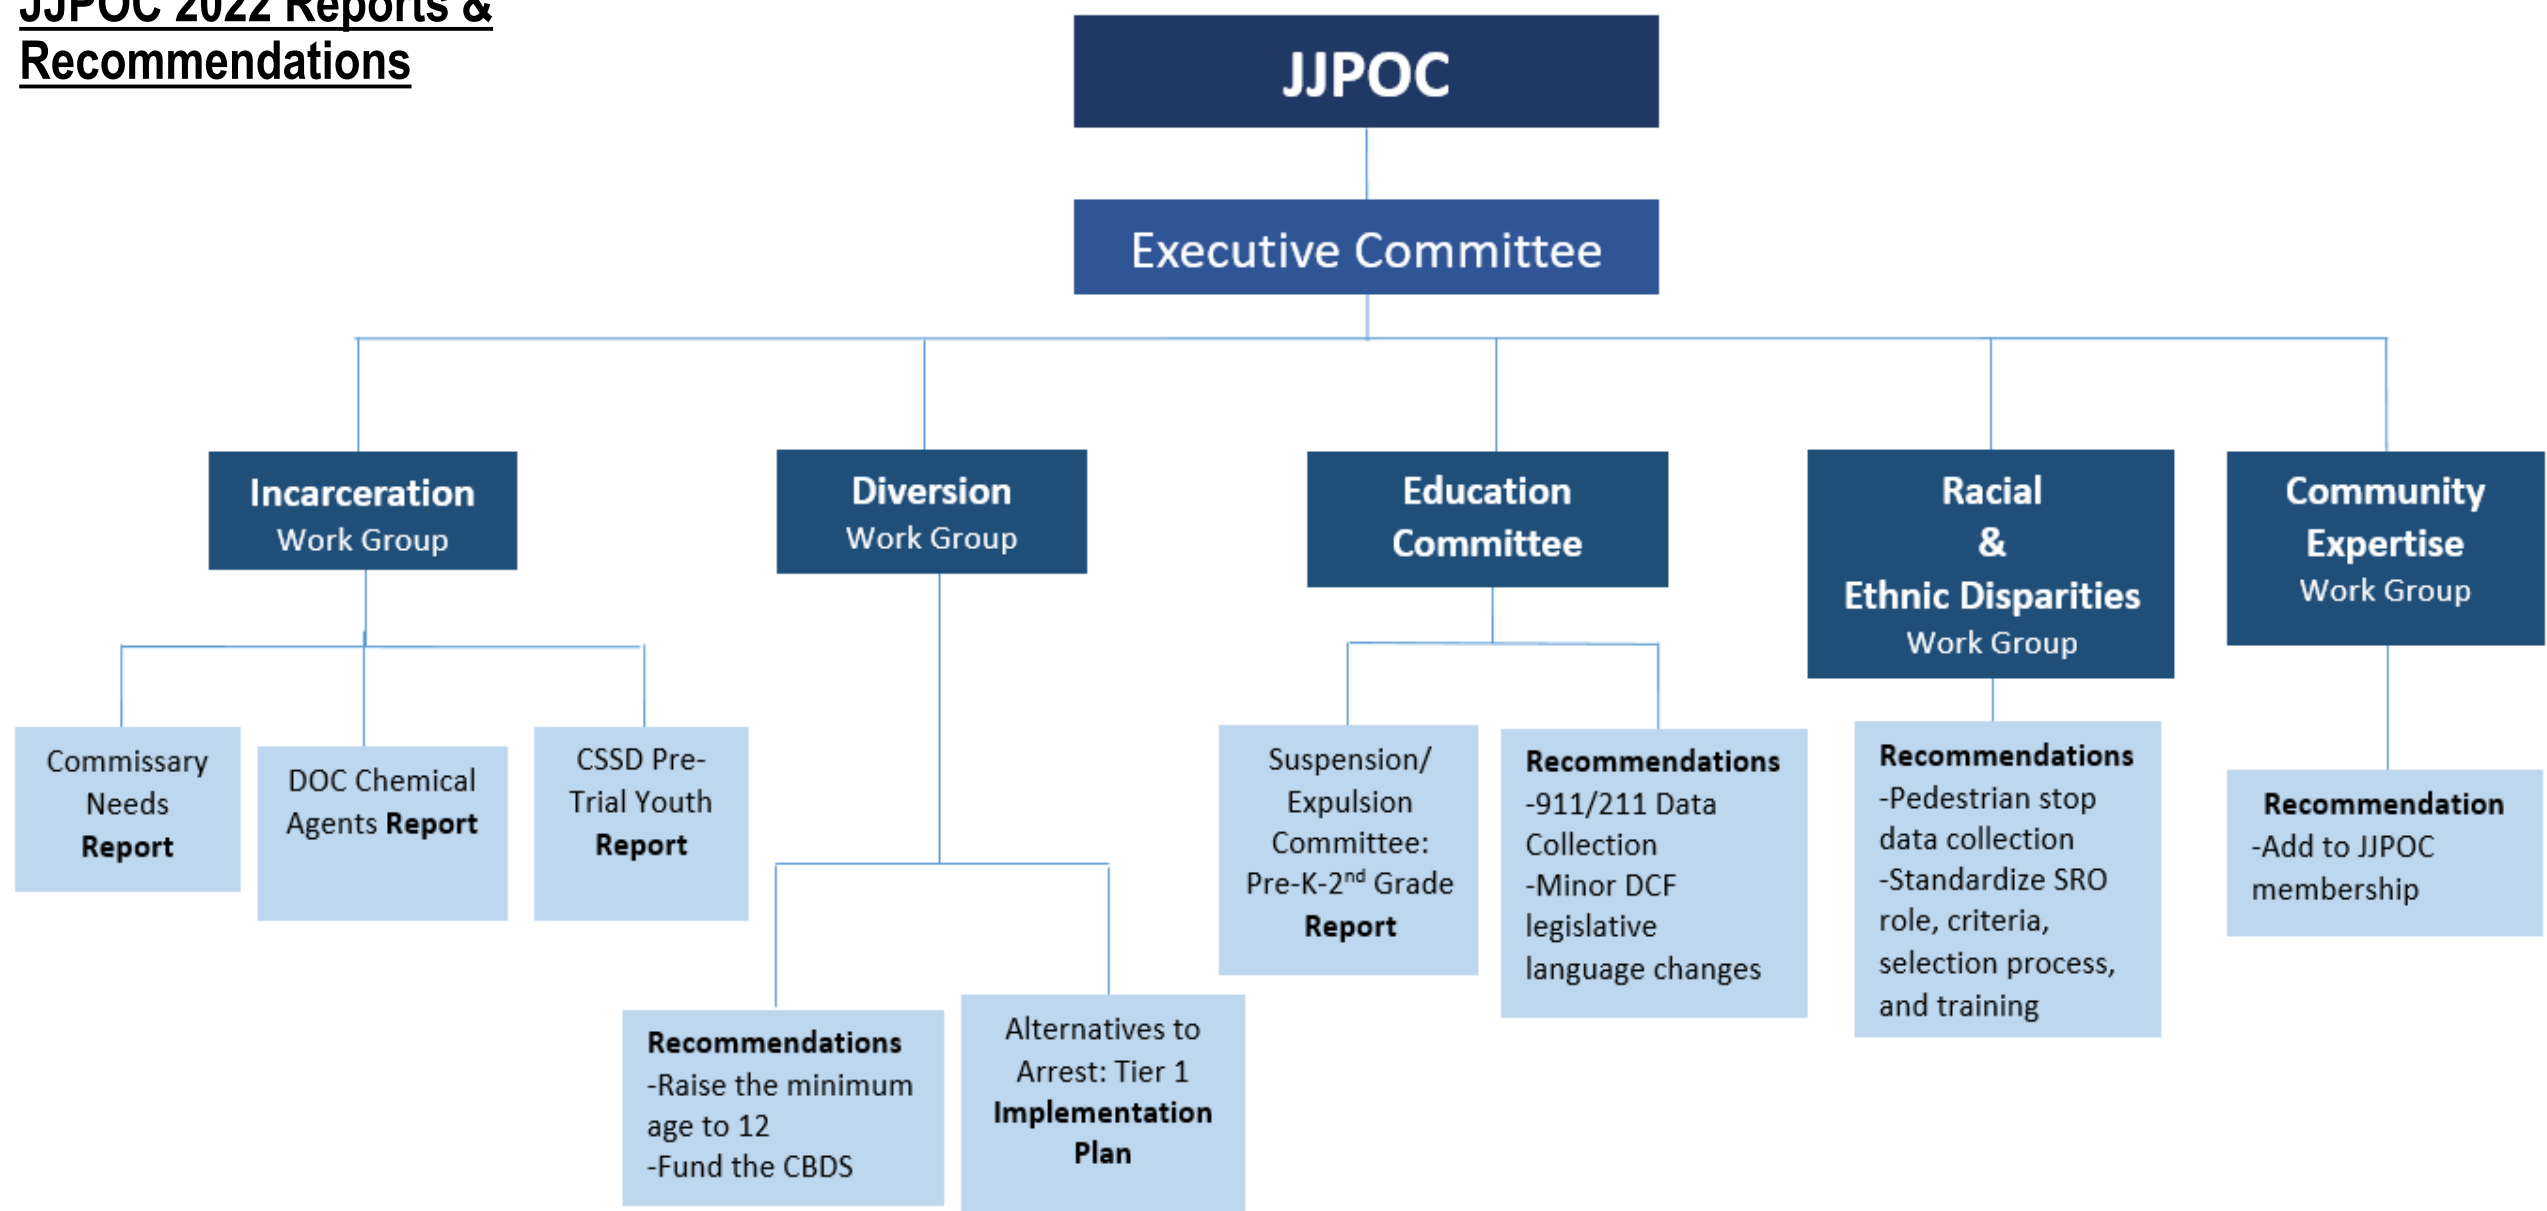 JJPOC 2022 Reports &
Recommendations
JJPOC
Executive Committee
Incarceration
Work Group
Diversion
Work Group
Education
Committee
Racial
&
Ethnic Disparities
Work Group
Community
Expertise
Work Group
Commissary
Needs
Report
DOC Chemical
Agents Report
CSSD Pre-
Trial Youth
Report
Recommendations
-Raise the minimum
age to 12
-Fund the CBDS
Alternatives to
Arrest: Tier 1
Implementation
Plan
Suspension/
Expulsion
Committee:
Pre-K-2nd Grade
Report
Recommendations
-911/211 Data
Collection
-Minor DCF
legislative
language changes
Recommendations
-Pedestrian stop
data collection
-Standardize SRO
role, criteria,
selection process,
and training
Recommendation
-Add to JJPOC
membership